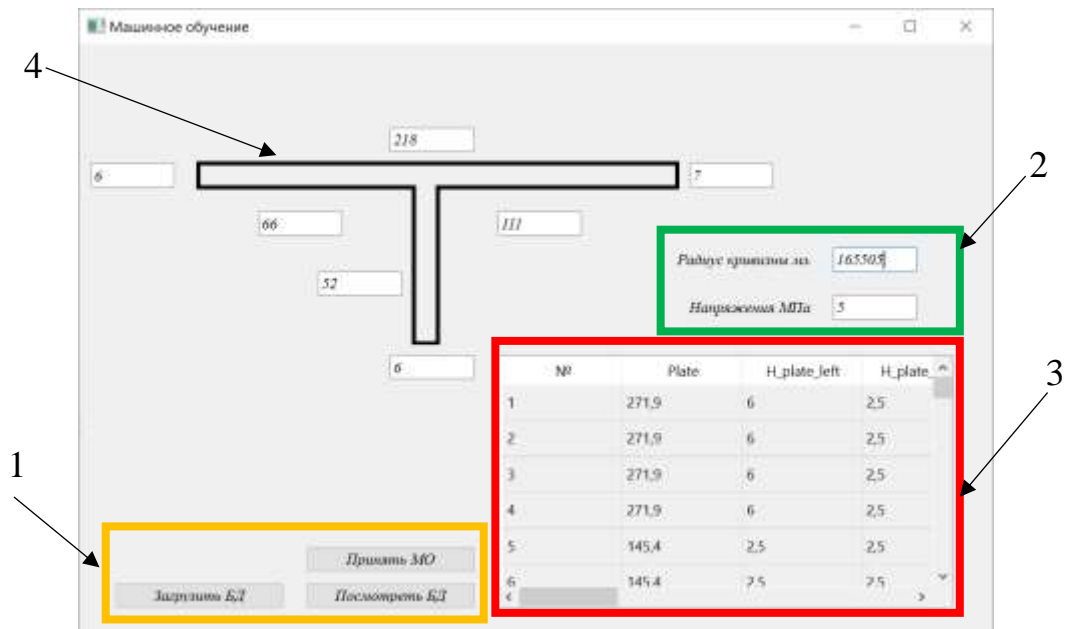 Машинное обучение
4
218
6
7
2
66
111
Радиус кривизны мм
165505
52
Напряжения МПа
5
6
№ Plate H_plate_left H_plate_
3
1 271,9 6 2,5
2 271,9 6 2,5
3 271,9 6 2,5
4 271,9 6 2,5
1
5 145,4 2,5 2,5
6 145,4 2,5 2,5
Принять МО
Загрузить БД
Посмотреть БД